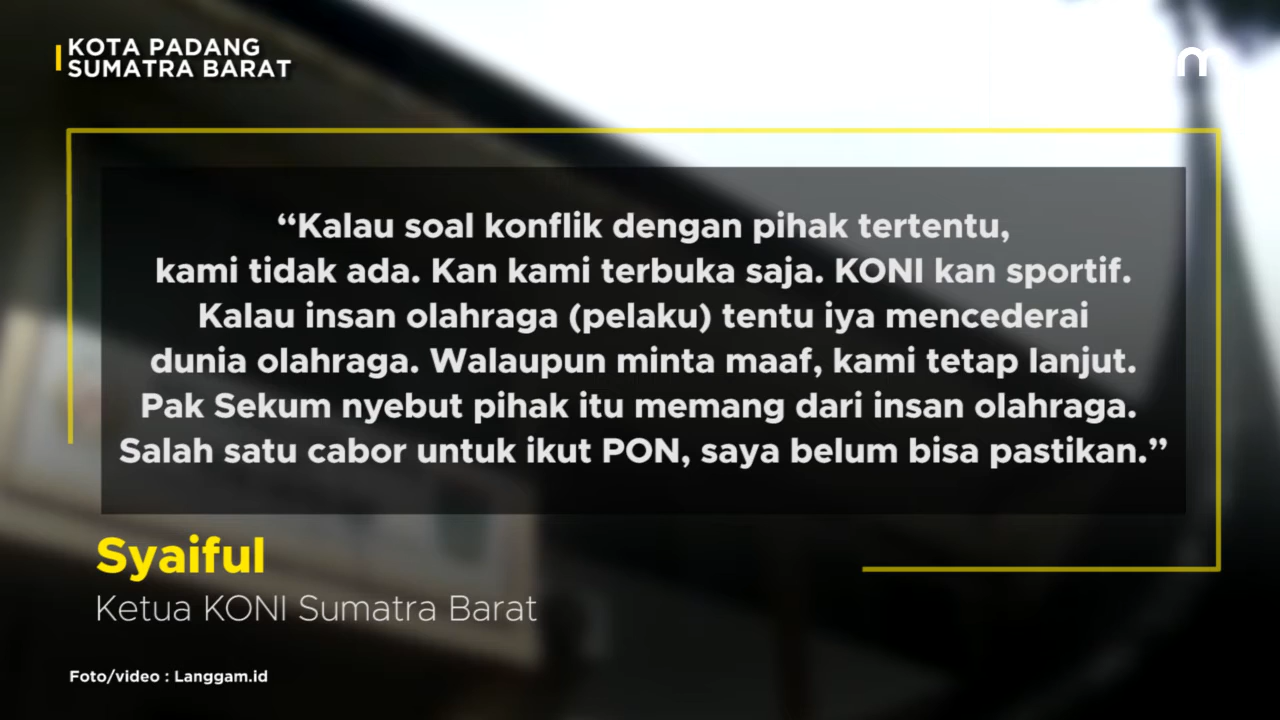 KOTA PADANG
SUMATRA BARAT
“Kalau soal konflik dengan pihak tertentu,
kami tidak ada. Kan kami terbuka saja. KONI kan sportif.
Kalau insan olahraga (pelaku) tentu iya mencederai
dunia olahraga. Walaupun minta maaf, kami tetap lanjut.
Pak Sekum nyebut pihak itu memang dari insan olahraga.
Salah satu cabor untuk ikut PON, saya belum bisa pastikan.”
Syaiful
Ketua KONI Sumatra Barat
Foto/video : Langgam.id